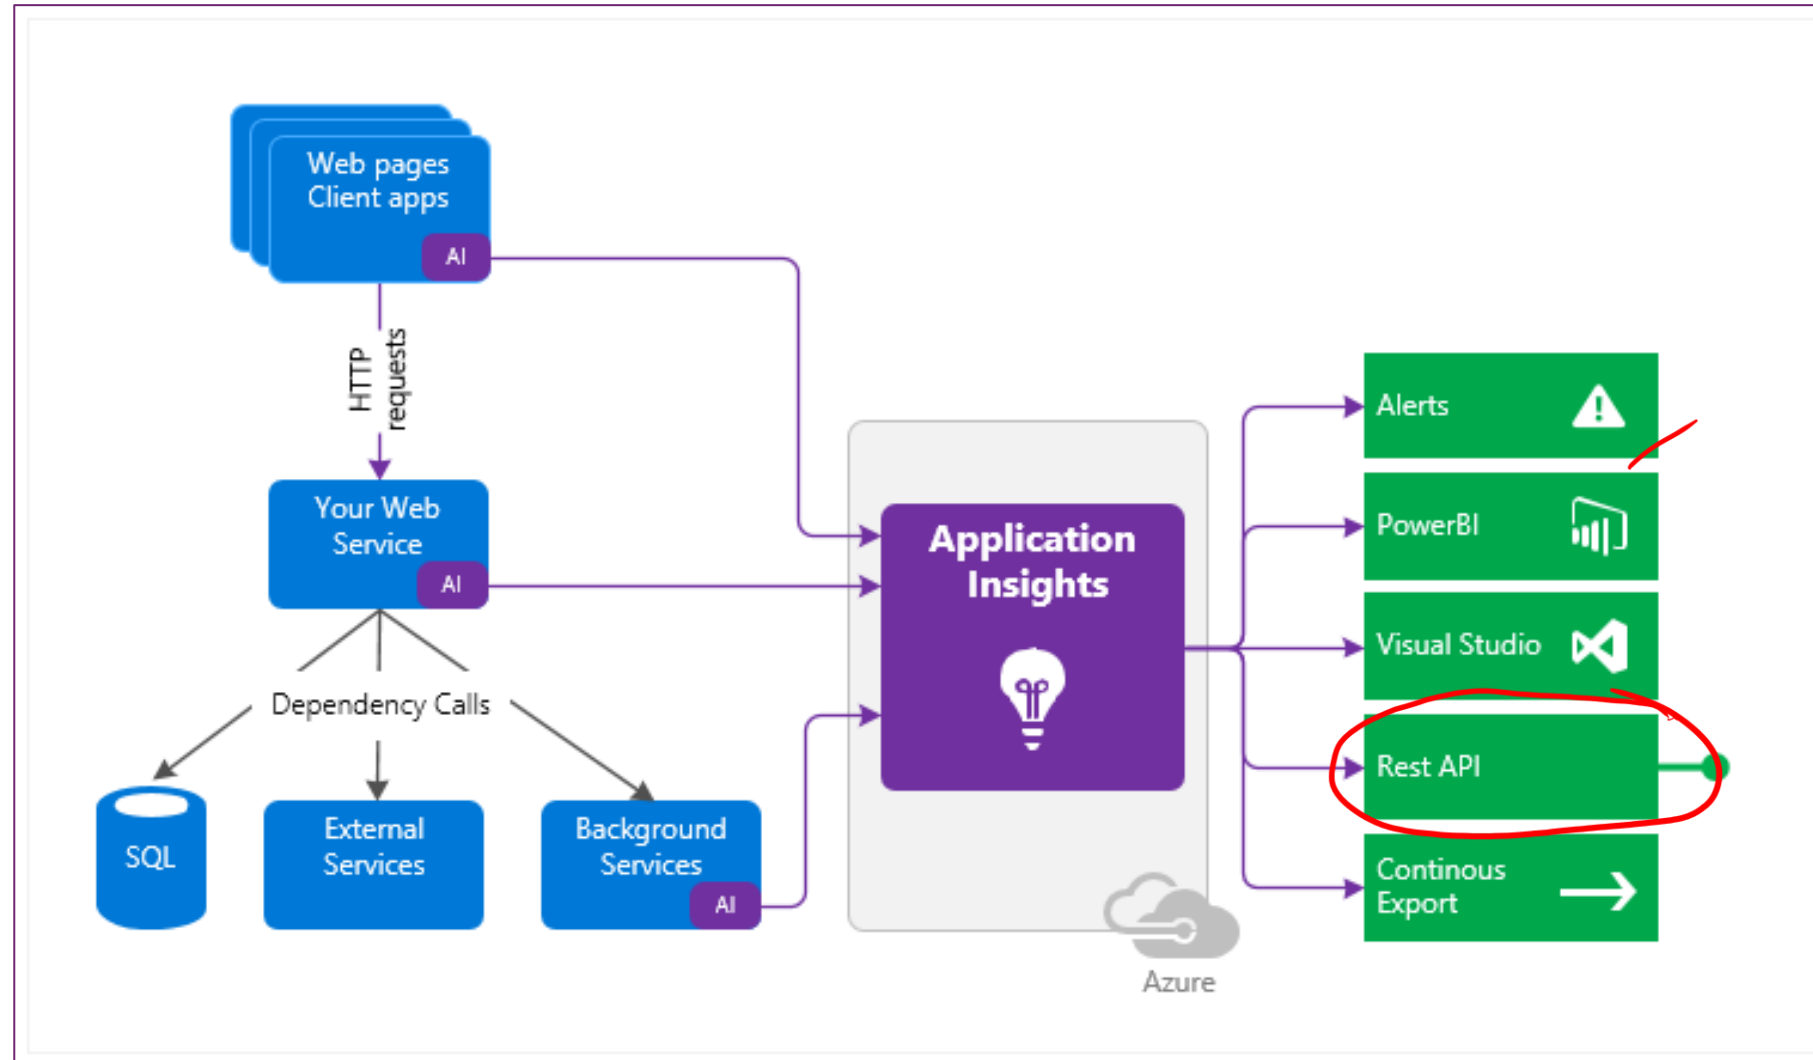 Web pages
Client apps
AI
HTTP
requests
Your Web
Service
AI
Dependency Calls
SQL
External
Services
Background
Services
AI
Application
Insights
Azure
Alerts
PowerBI
Visual Studio
Rest API
Continous
Export